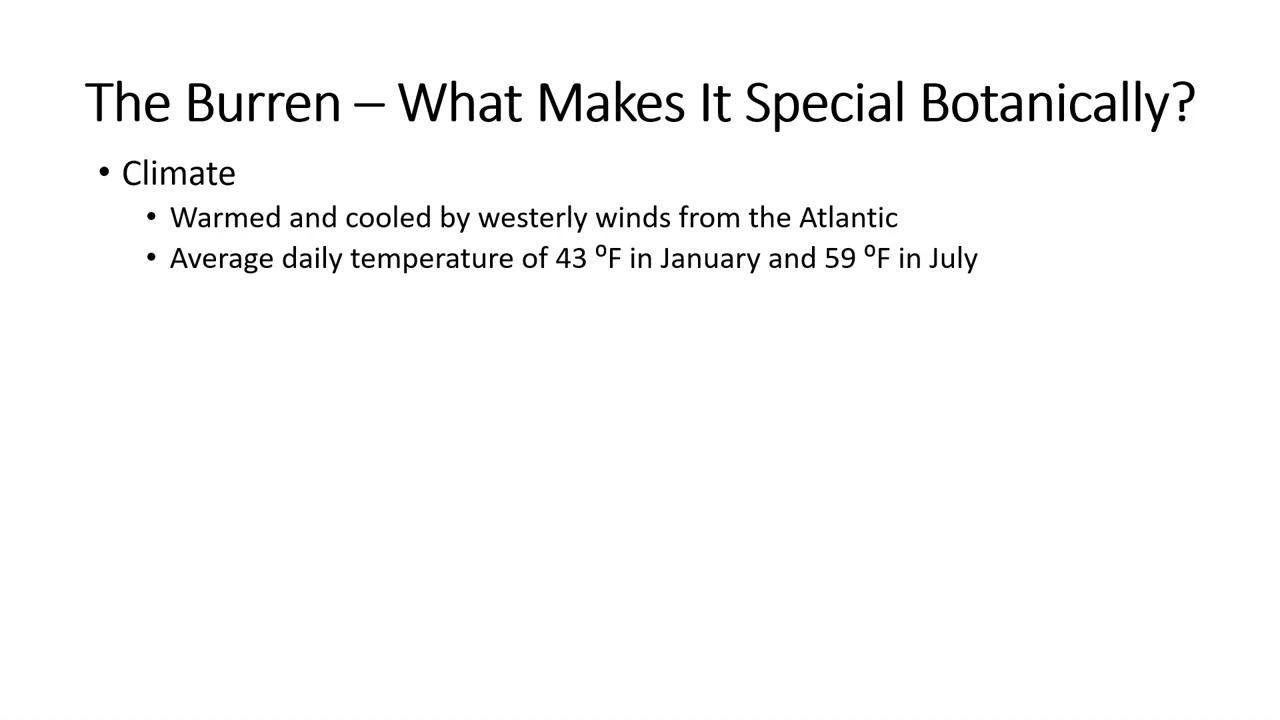 The Burren – What Makes It Special Botanically?
• Climate
• Warmed and cooled by westerly winds from the Atlantic
• Average daily temperature of 43 ⁰F in January and 59 ⁰F in July